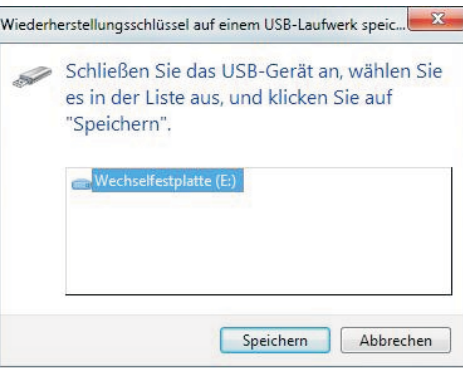 Wiederherstellungsschlüssel auf einem USB-Laufwerk speic...
Schließen Sie das USB-Gerät an, wählen Sie
es in der Liste aus, und klicken Sie auf
"Speichern".
Wechselfestplatte (E:)
Speichern Abbrechen